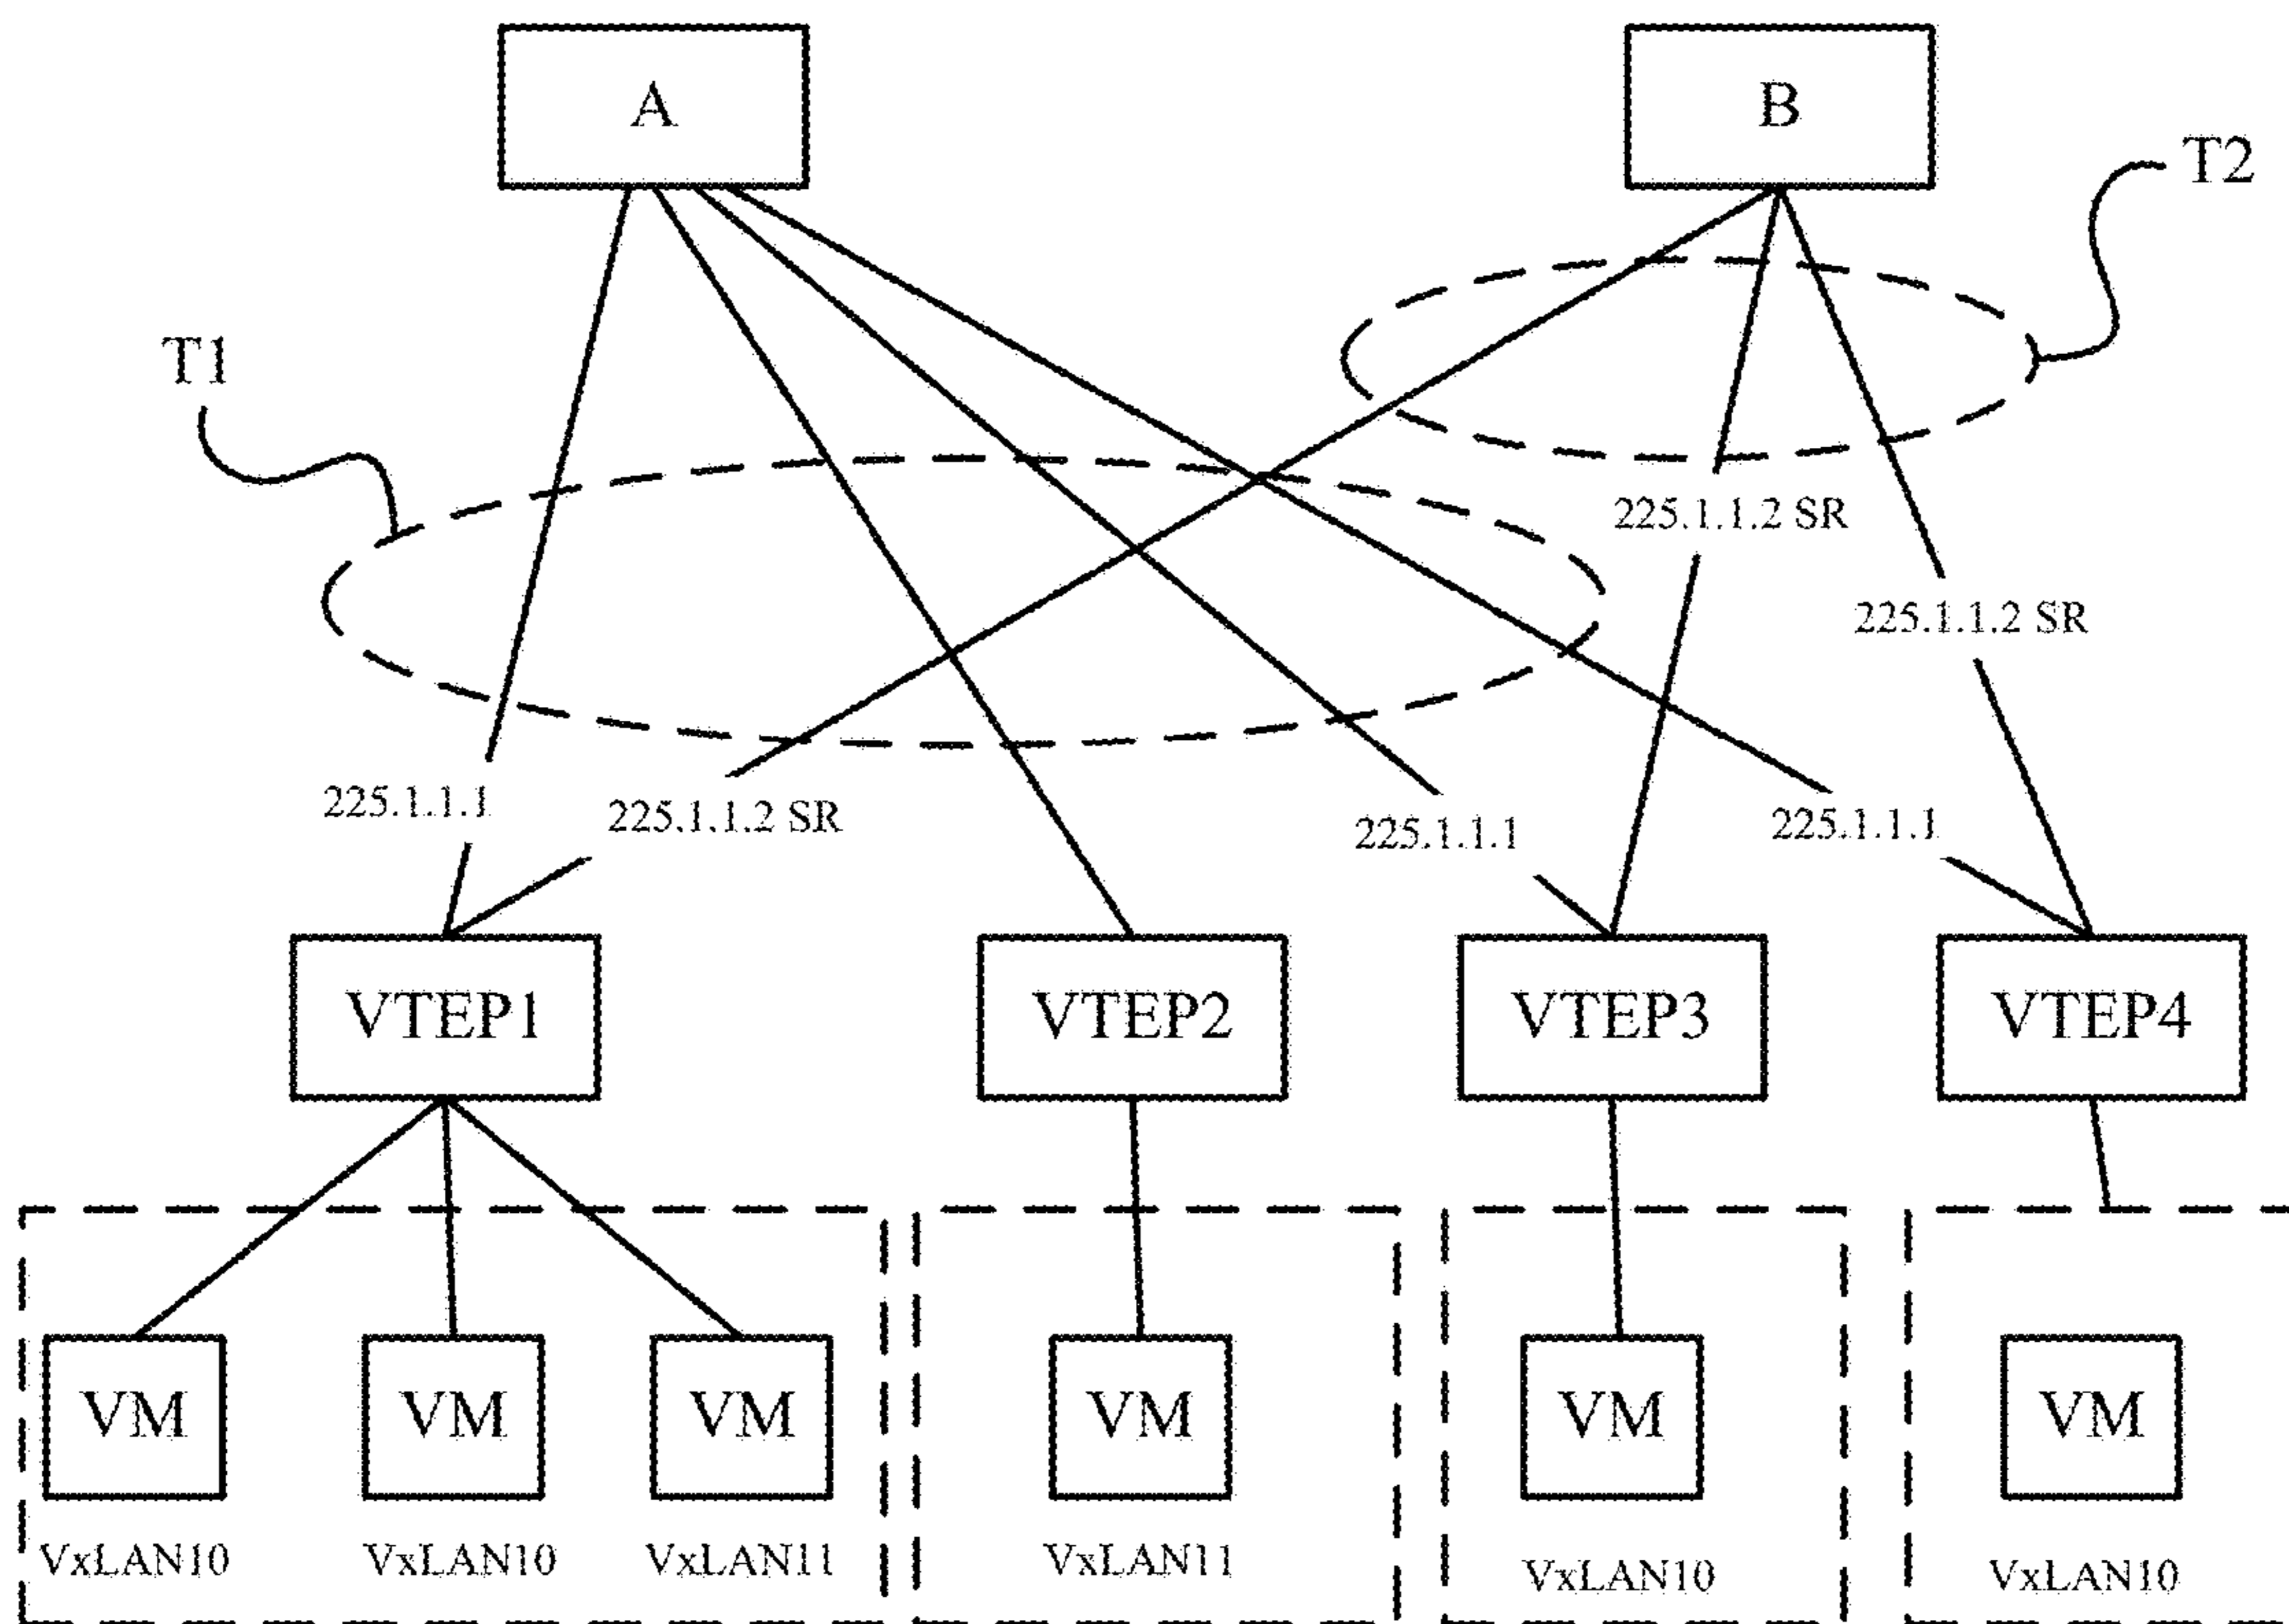 A
B
T2
T1
225.1.1.2 SR
225.1.1.2 SR
225.1.1.1
225.1.1.2 SR
225.1.1.1
225.1.1.1
VTEP1
VTEP2
VTEP3
VTEP4
VM
VM
VM
VM
VM
VM
VxLAN10
VxLAN10
VxLAN11
VxLAN11
VxLAN10
VxLAN10